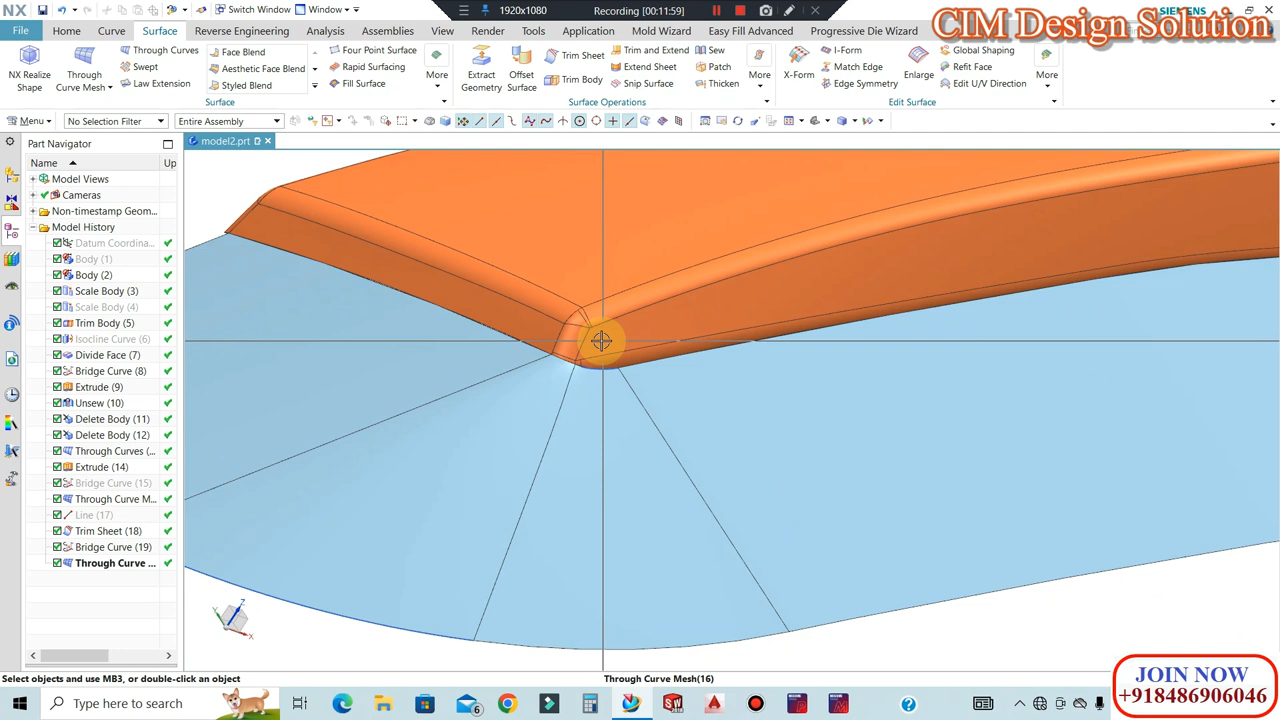 NX
Switch Window
Window
1920x1080
Recording [00:11:59]
SIEMENS
CIM Design Solution
File
Home
Curve
Surface
Reverse Engineering
Analysis
Assemblies
View
Render
Tools
Application
Mold Wizard
Easy Fill Advanced
Progressive Die Wizard
NX Realize Shape
Through Curve Mesh
Through Curves
Swept
Law Extension
Face Blend
Aesthetic Face Blend
Styled Blend
Four Point Surface
Rapid Surfacing
Fill Surface
More
Surface
Extract Geometry
Offset Surface
Trim Sheet
Trim Body
Trim and Extend
Extend Sheet
Snip Surface
Sew
Patch
Thicken
More
Surface Operations
X-Form
I-Form
Match Edge
Edge Symmetry
Enlarge
Global Shaping
Refit Face
Edit U/V Direction
More
Edit Surface
Menu
No Selection Filter
Entire Assembly
Part Navigator
model2.prt
Name
Up
Model Views
Cameras
Non-timestamp Geom...
Model History
Datum Coordina...
Body (1)
Body (2)
Scale Body (3)
Scale Body (4)
Trim Body (5)
Isocline Curve (6)
Divide Face (7)
Bridge Curve (8)
Extrude (9)
Unsew (10)
Delete Body (11)
Delete Body (12)
Through Curves (...
Extrude (14)
Bridge Curve (15)
Through Curve M...
Line (17)
Trim Sheet (18)
Bridge Curve (19)
Through Curve ...
Z
Y
X
Select objects and use MB3, or double-click an object
Through Curve Mesh(16)
JOIN NOW
+918486906046
Type here to search
6